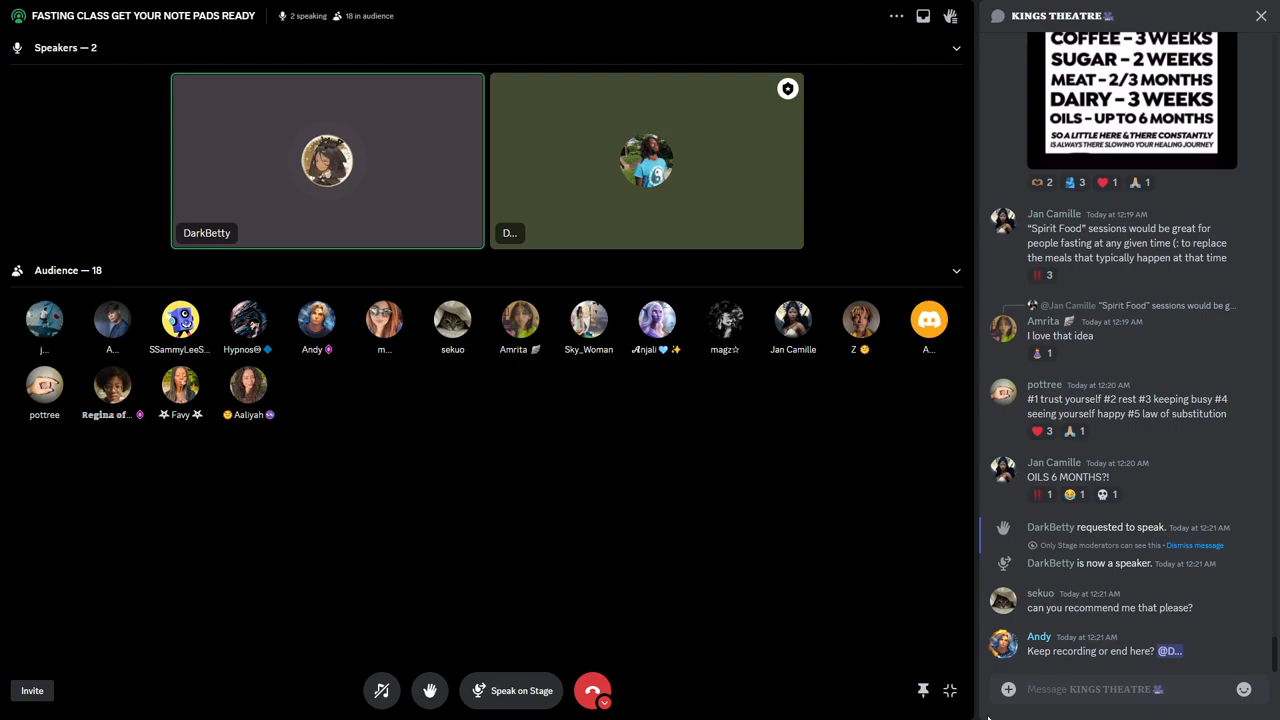 FASTING CLASS GET YOUR NOTE PADS READY
2 speaking
18 in audience
Speakers — 2
DarkBetty
D...
Audience — 18
j...
A...
SSammyLeeS...
Hypnos♾️
Andy
m...
sekuo
Amrita
Sky_Woman
𝓐njali
magz☆
Jan Camille
Z
A...
pottree
Regina of...
⛧ Favy ⛧
Aaliyah
Invite
Speak on Stage
KINGS THEATRE
COFFEE – 3 WEEKS
SUGAR – 2 WEEKS
MEAT – 2/3 MONTHS
DAIRY – 3 WEEKS
OILS – UP TO 6 MONTHS
SO A LITTLE HERE & THERE CONSTANTLY
IS ALWAYS THERE SLOWING YOUR HEALING JOURNEY
2 3 1 1
Jan Camille Today at 12:19 AM
“Spirit Food” sessions would be great for
people fasting at any given time (: to replace
the meals that typically happen at that time
‼️ 3
@Jan Camille “Spirit Food” sessions would be g...
Amrita Today at 12:19 AM
I love that idea
1
pottree Today at 12:20 AM
#1 trust yourself #2 rest #3 keeping busy #4
seeing yourself happy #5 law of substitution
3 1
Jan Camille Today at 12:20 AM
OILS 6 MONTHS?!
‼️ 1 1 1
DarkBetty requested to speak. Today at 12:21 AM
Only Stage moderators can see this • Dismiss message
DarkBetty is now a speaker. Today at 12:21 AM
sekuo Today at 12:21 AM
can you recommend me that please?
Andy Today at 12:21 AM
Keep recording or end here? @D...
Message KINGS THEATRE